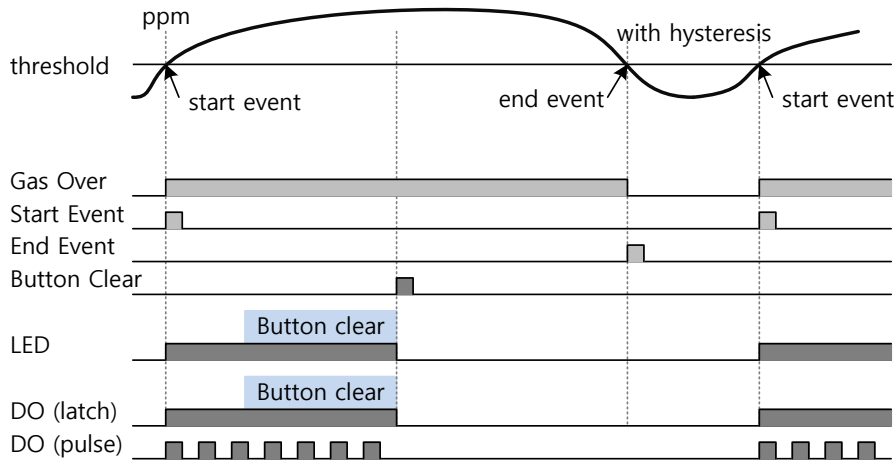 ppm
with hysteresis
threshold
start event
end event
start event
Gas Over
Start Event
End Event
Button Clear
Button clear
LED
Button clear
DO (latch)
DO (pulse)